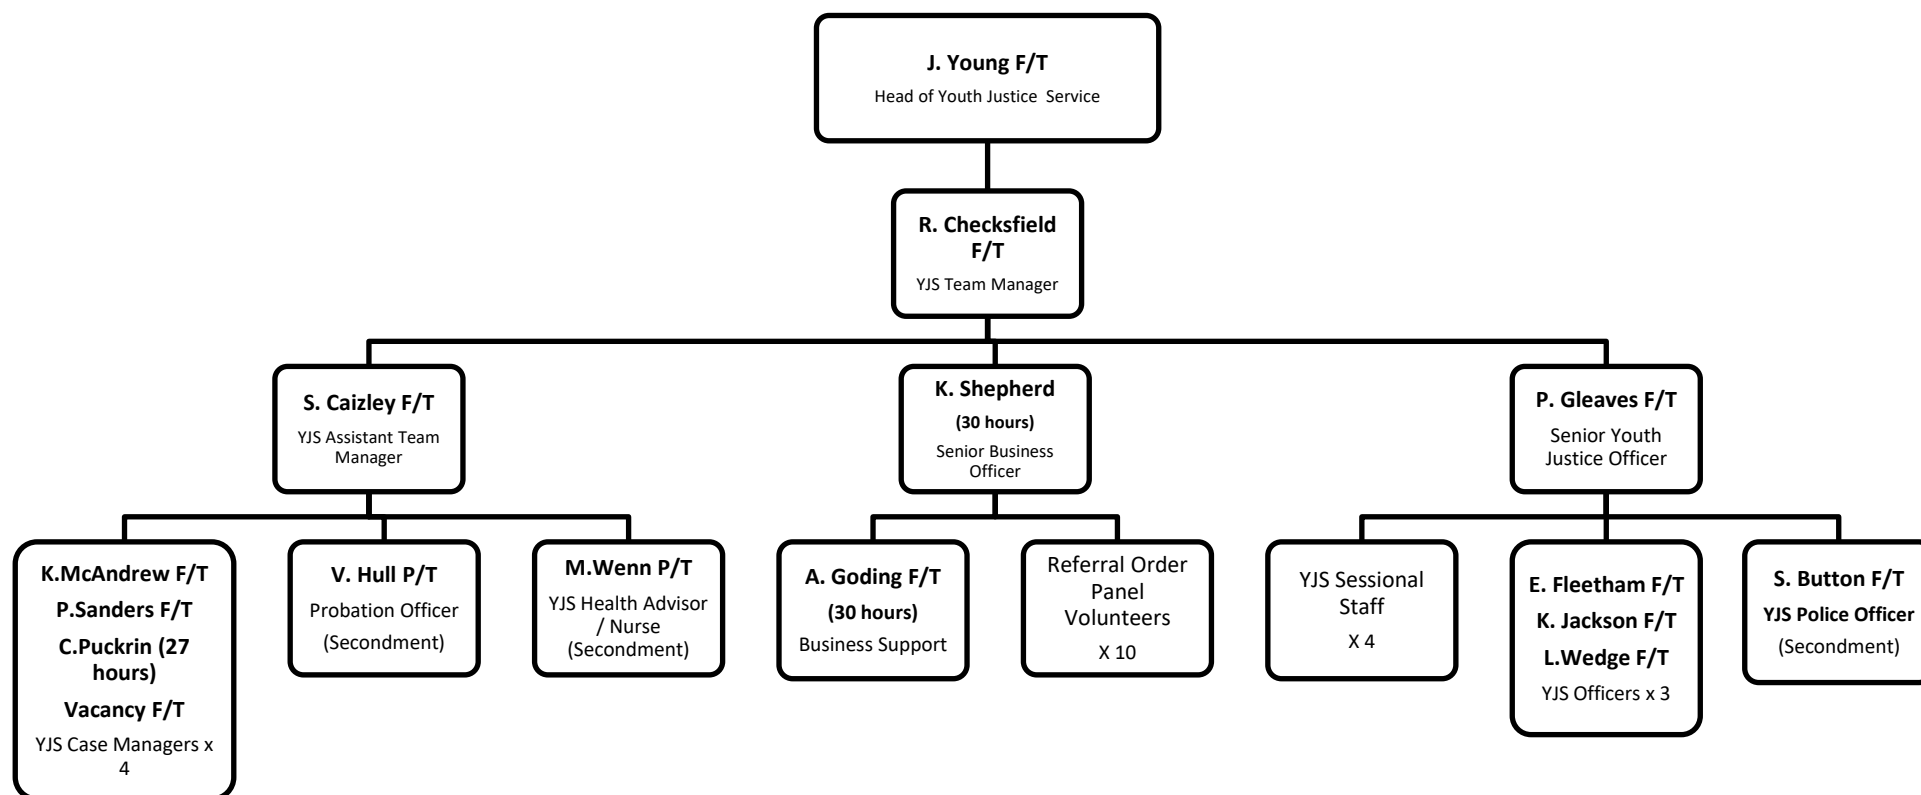 J. Young F/T
Head of Youth Justice Service
R. Checksfield
F/T
YJS Team Manager
S. Caizley F/T
YJS Assistant Team
Manager
K. Shepherd
(30 hours)
Senior Business
Officer
P. Gleaves F/T
Senior Youth
Justice Officer
K.McAndrew F/T
P.Sanders F/T
C.Puckrin (27
hours)
Vacancy F/T
YJS Case Managers x
4
V. Hull P/T
Probation Officer
(Secondment)
M.Wenn P/T
YJS Health Advisor
/ Nurse
(Secondment)
A. Goding F/T
(30 hours)
Business Support
Referral Order
Panel
Volunteers
X 10
YJS Sessional
Staff
X 4
E. Fleetham F/T
K. Jackson F/T
L.Wedge F/T
YJS Officers x 3
S. Button F/T
YJS Police Officer
(Secondment)